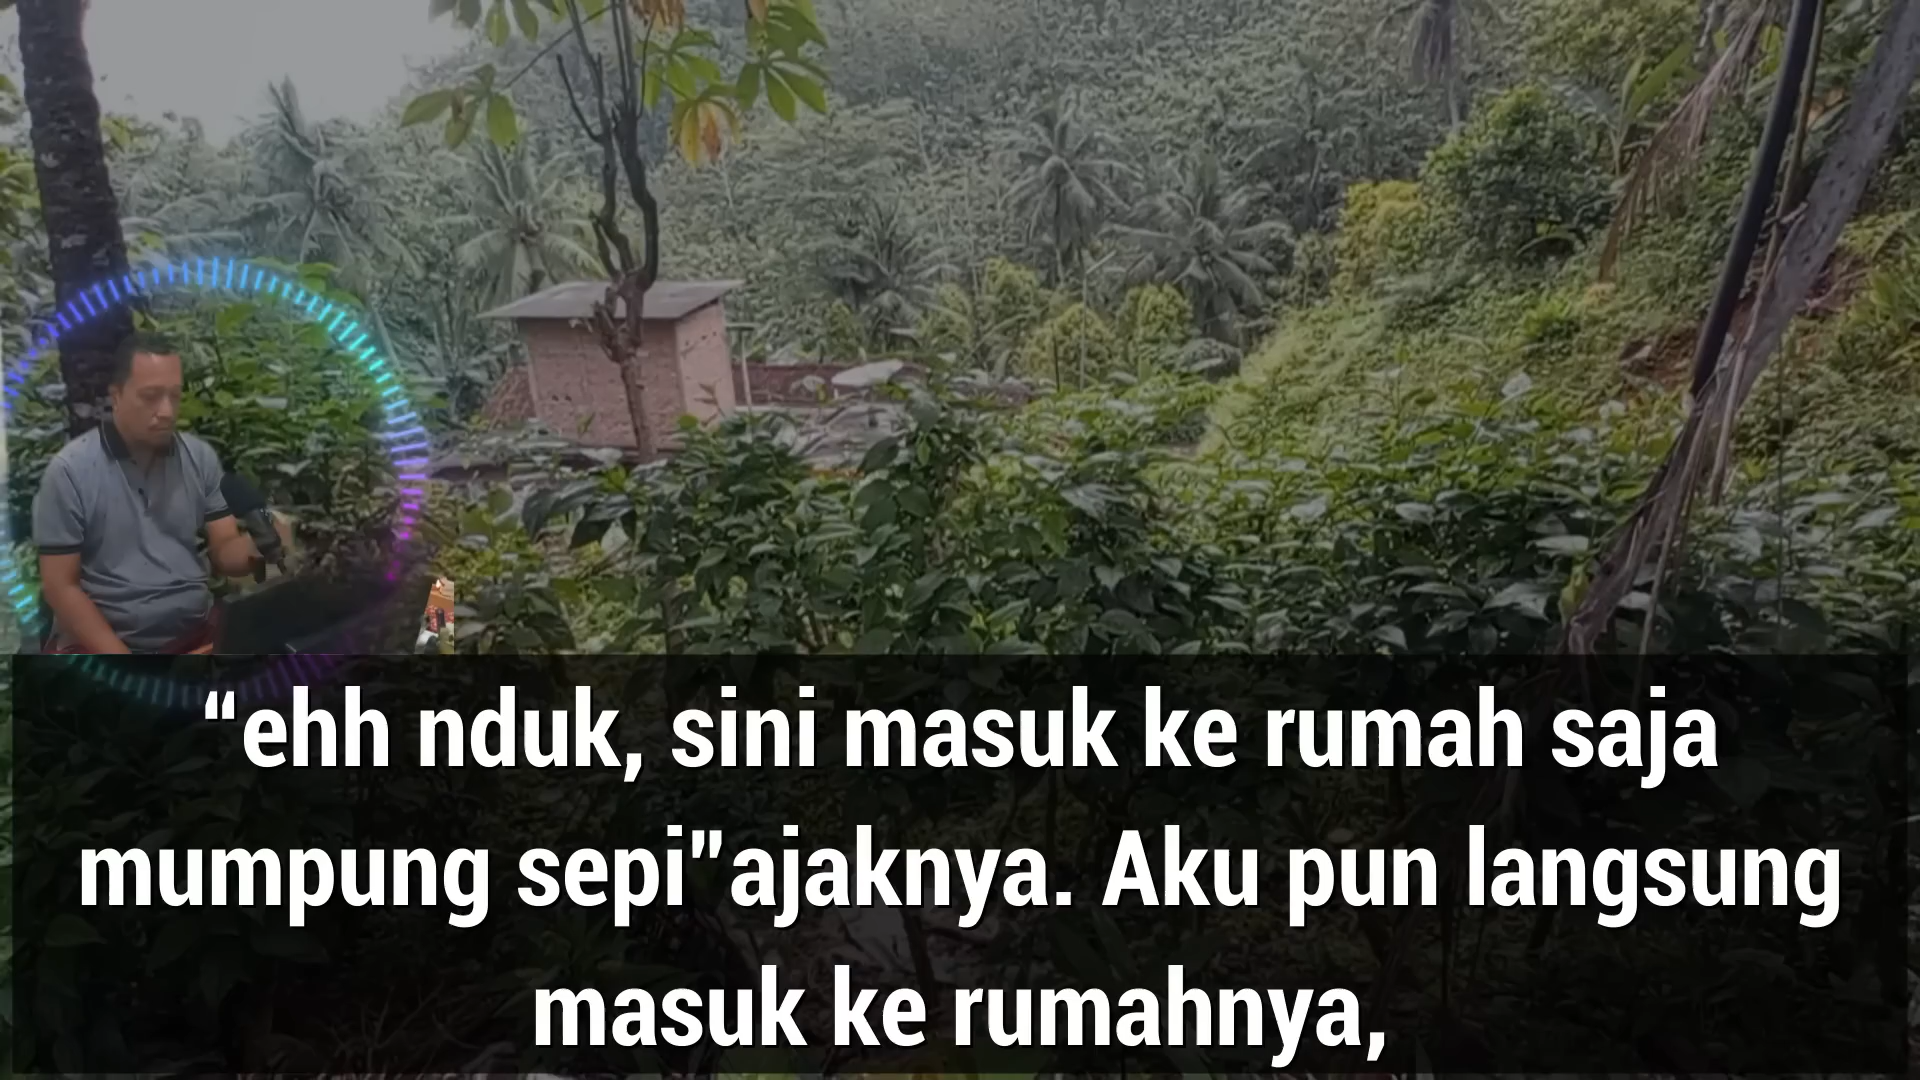 “ehh nduk, sini masuk ke rumah saja
mumpung sepi”ajaknya. Aku pun langsung
masuk ke rumahnya,